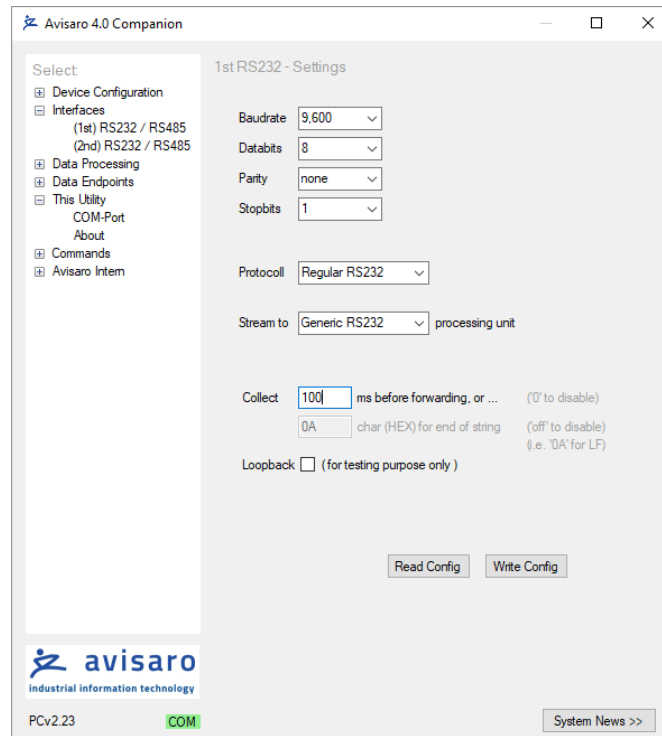 Avisaro 4.0 Companion
Select:
Device Configuration
Interfaces
(1st) RS232 / RS485
(2nd) RS232 / RS485
Data Processing
Data Endpoints
This Utility
COM-Port
About
Commands
Avisaro Intern
1st RS232 - Settings
Baudrate 9,600
Databits 8
Parity none
Stopbits 1
Protocoll Regular RS232
Stream to Generic RS232 processing unit
Collect 100 ms before forwarding, or ... ('0' to disable)
0A char (HEX) for end of string ('off' to disable)
(i.e. '0A' for LF)
Loopback (for testing purpose only )
Read Config Write Config
avisaro
industrial information technology
PCv2.23 COM System News >>